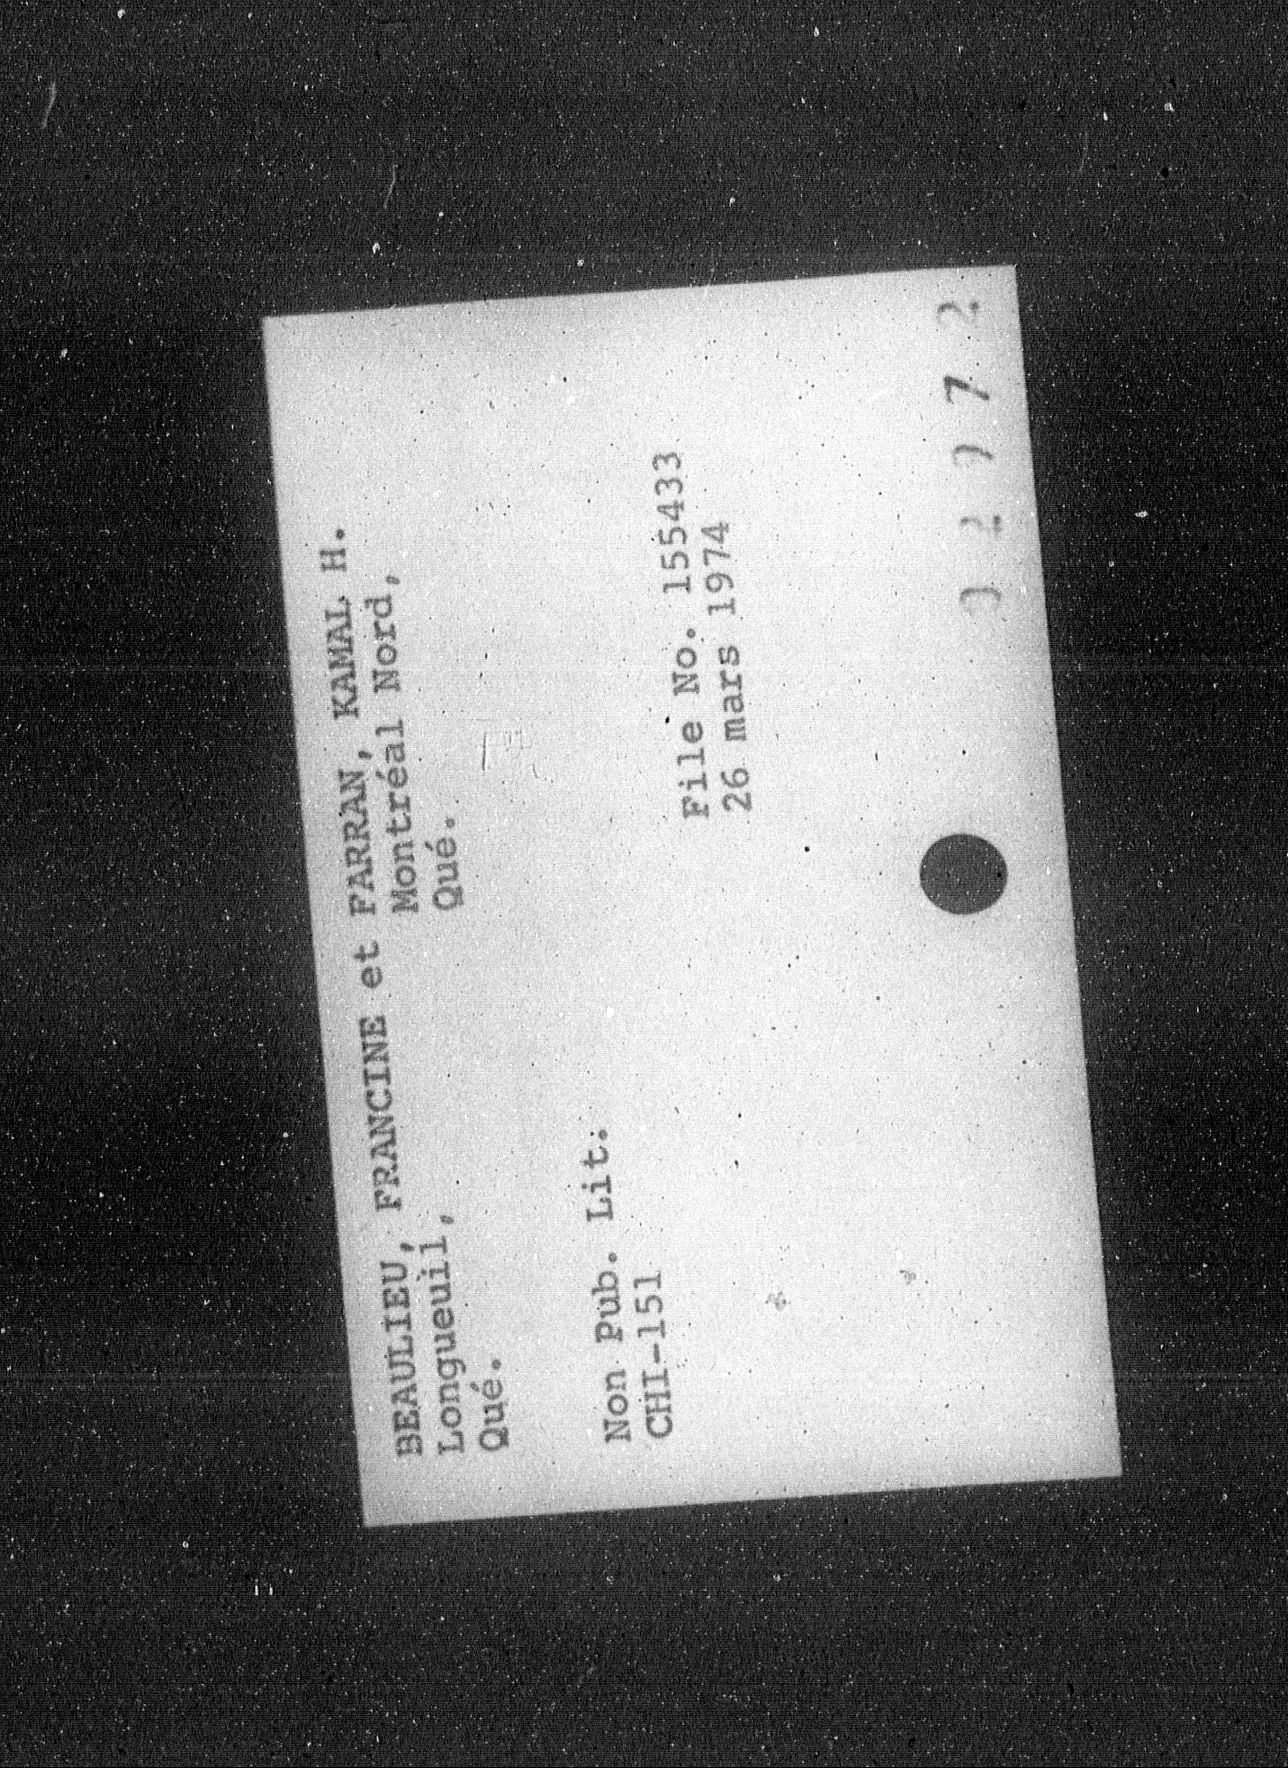 BEAULIEU, FRANCINE et FARRAN, KAMAL H.
Longueuil, Montréal Nord,
Qué. Qué.
Non Pub. Lit.
CHI-151
File No. 155433
26 mars 1974